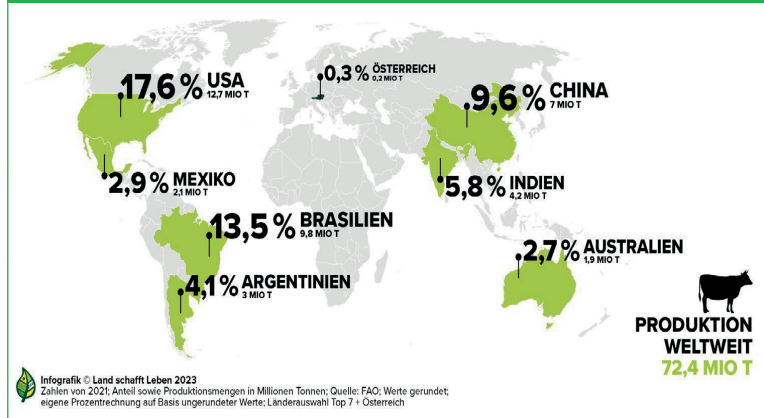 17,6 % USA
12,7 MIO T
0,3 % ÖSTERREICH
0,2 MIO T
9,6 % CHINA
7 MIO T
2,9 % MEXIKO
2,1 MIO T
5,8 % INDIEN
4,2 MIO T
13,5 % BRASILIEN
9,8 MIO T
2,7 % AUSTRALIEN
1,9 MIO T
4,1 % ARGENTINIEN
3 MIO T
PRODUKTION
WELTWEIT
72,4 MIO T
Infografik © Land schafft Leben 2023
Zahlen von 2021; Anteil sowie Produktionsmengen in Millionen Tonnen; Quelle: FAO; Werte gerundet;
eigene Prozentrechnung auf Basis ungerundeter Werte; Länderauswahl Top 7 + Österreich